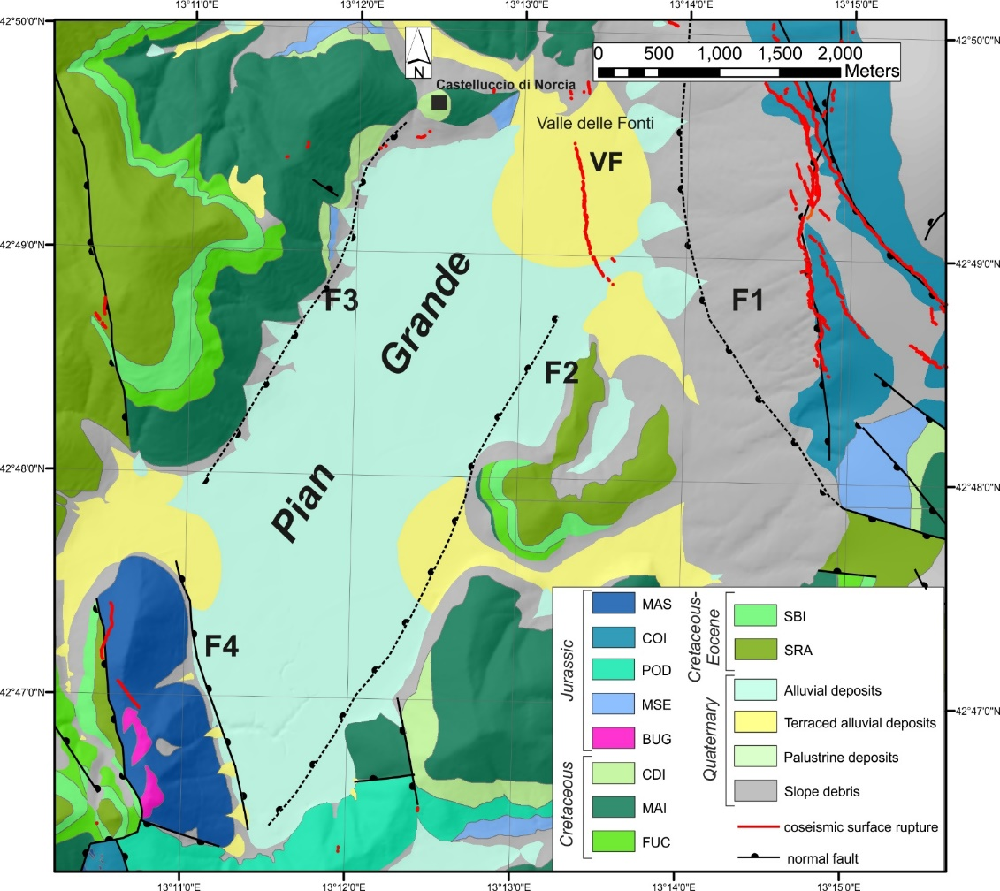 13°11'0"E 13°12'0"E 13°13'0"E 13°14'0"E 13°15'0"E
42°50'0"N
42°50'0"N
0 500 1,000 1,500 2,000
Meters
N
Castelluccio di Norcia
Valle delle Fonti
VF
42°49'0"N
42°49'0"N
F3
Grande
F1
F2
42°48'0"N
42°48'0"N
Pian
F4
42°47'0"N
42°47'0"N
Jurassic
MAS
COI
POD
MSE
BUG
Cretaceous
CDI
MAI
FUC
Cretaceous-
Eocene
SBI
SRA
Quaternary
Alluvial deposits
Terraced alluvial deposits
Palustrine deposits
Slope debris
coseismic surface rupture
normal fault
13°11'0"E 13°12'0"E 13°13'0"E 13°14'0"E 13°15'0"E